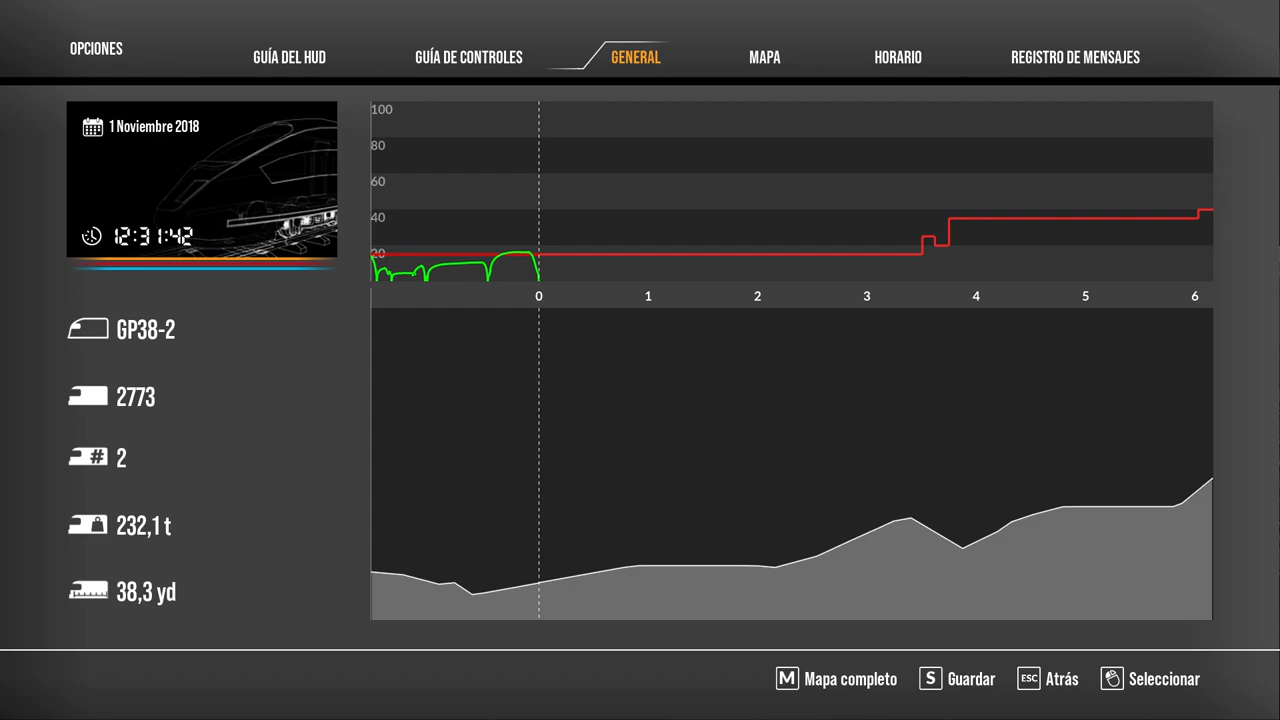 OPCIONES
GUÍA DEL HUD
GUÍA DE CONTROLES
GENERAL
MAPA
HORARIO
REGISTRO DE MENSAJES
1 Noviembre 2018
12:31:42
GP38-2
2773
# 2
232,1 t
38,3 yd
100
80
60
40
20
0 1 2 3 4 5 6
M Mapa completo
S Guardar
ESC Atrás
Seleccionar